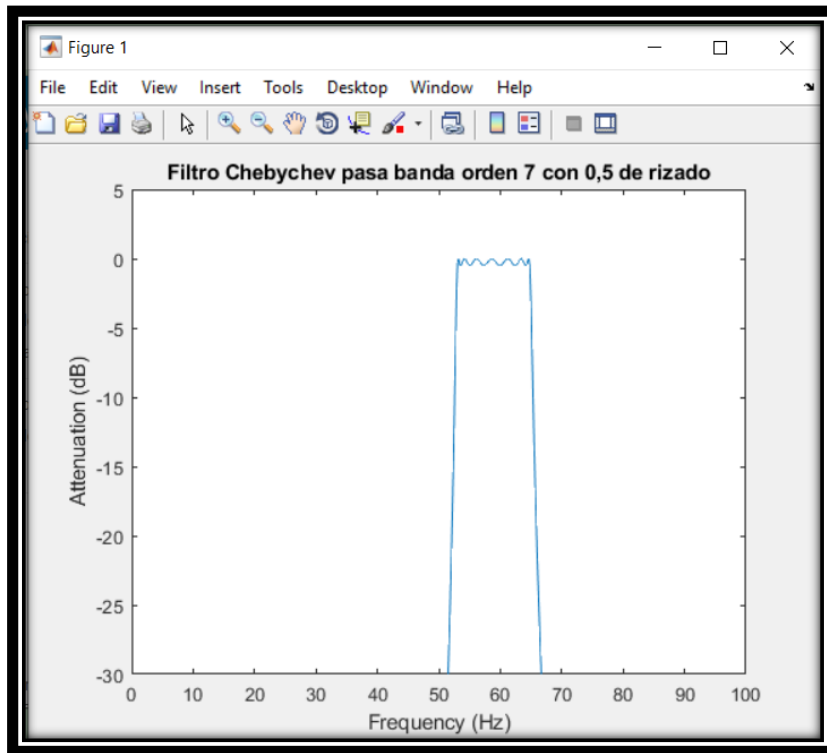 Figure 1
File Edit View Insert Tools Desktop Window Help
Filtro Chebychev pasa banda orden 7 con 0,5 de rizado
5
0
-5
-10
-15
-20
-25
-30
Attenuation (dB)
0 10 20 30 40 50 60 70 80 90 100
Frequency (Hz)